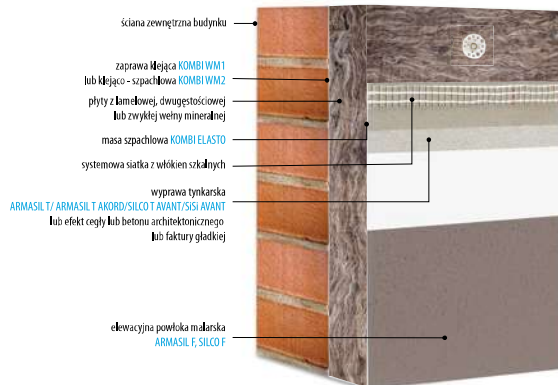 ściana zewnętrzna budynku
zaprawa klejąca KOMBI WM1
lub klejąco - szpachlowa KOMBI WM2
płyty z lamelowej, dwugęstościowej
lub zwykłej wełny mineralnej
masa szpachlowa KOMBI ELASTO
systemowa siatka z włókien szkalnych
wyprawa tynkarska
ARMASIL T/ ARMASIL T AKORD/SILCO T AVANT/SiSi AVANT
lub efekt cegły lub betonu architektonicznego
lub faktury gładkiej
elewacyjna powłoka malarska
ARMASIL F, SILCO F